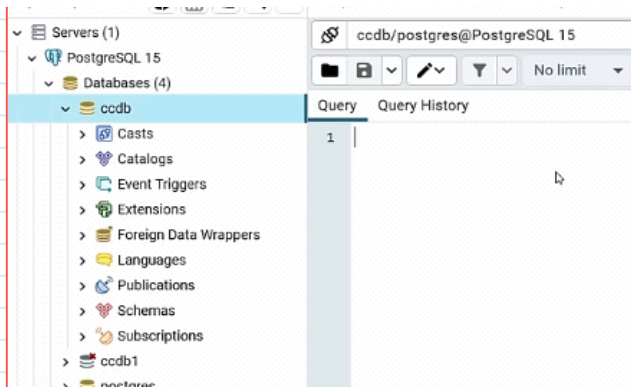 Servers (1)
PostgreSQL 15
Databases (4)
ccdb
Casts
Catalogs
Event Triggers
Extensions
Foreign Data Wrappers
Languages
Publications
Schemas
Subscriptions
ccdb1
postgres
ccdb/postgres@PostgreSQL 15
No limit
Query Query History
1